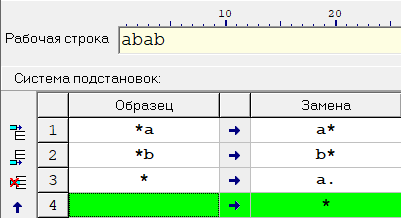 10 20
Рабочая строка abab
Система подстановок:
Образец Замена
1 *a → a*
2 *b → b*
3 * → a.
4 → *